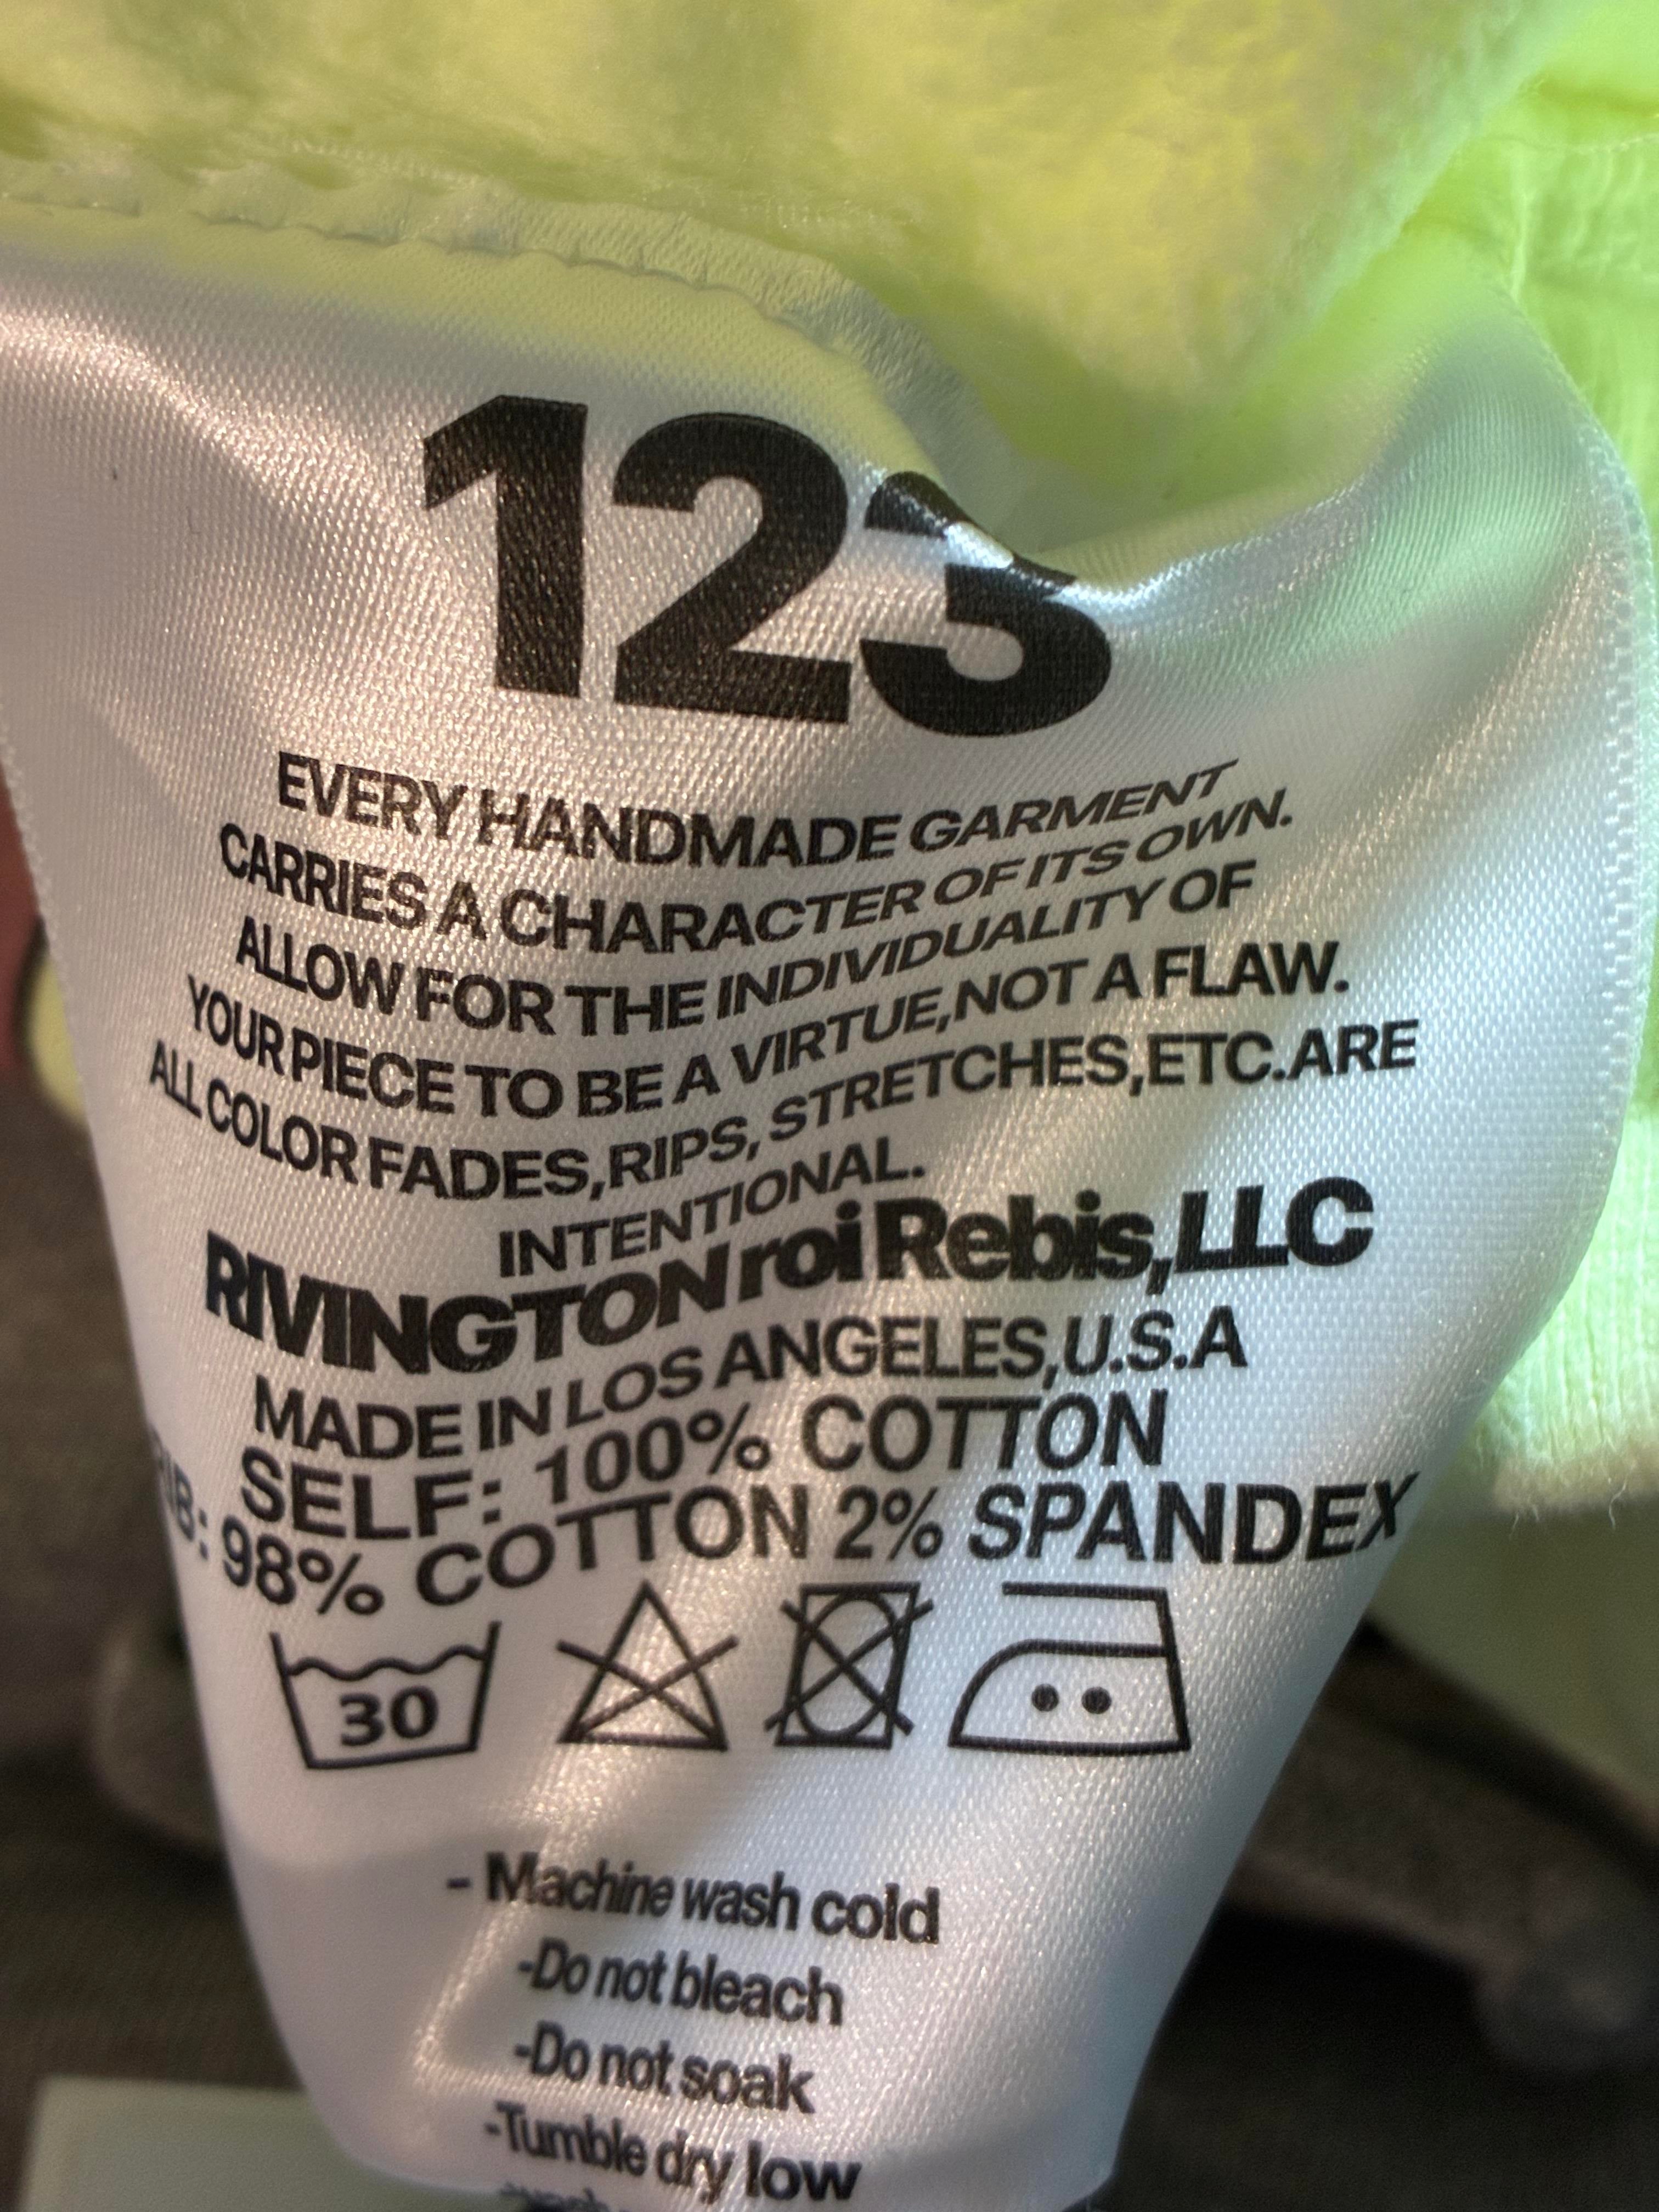 123
EVERY HANDMADE GARMENT
CARRIES A CHARACTER OF ITS OWN.
ALLOW FOR THE INDIVIDUALITY OF
YOUR PIECE TO BE A VIRTUE,NOT A FLAW.
ALL COLOR FADES,RIPS, STRETCHES,ETC.ARE
INTENTIONAL.
RIVINGTON roi Rebis,LLC
MADE IN LOS ANGELES,U.S.A
SELF: 100% COTTON
RIB: 98% COTTON 2% SPANDEX
30
- Machine wash cold
-Do not bleach
-Do not soak
-Tumble dry low